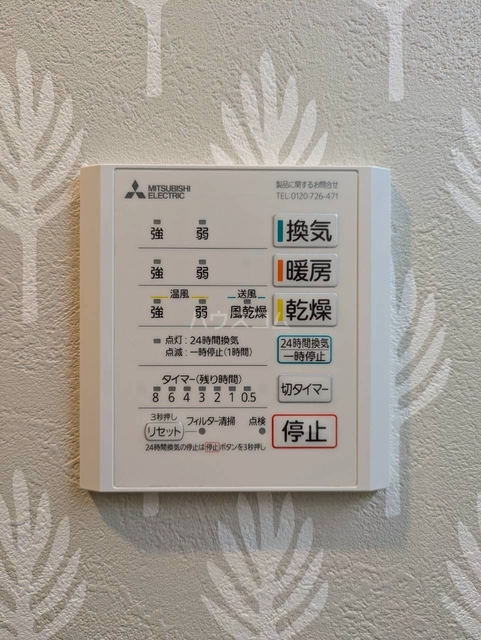 MITSUBISHI ELECTRIC
製品に関するお問合せ
TEL:0120-726-471
強 弱 換気
強 弱 暖房
温風 送風
強 弱 風乾燥 乾燥
ハウスコム
点灯：24時間換気
点滅：一時停止(1時間)
24時間換気
一時停止
タイマー(残り時間)
8 6 4 3 2 1 0.5
切タイマー
3秒押し
リセット フィルター清掃 点検
停止
24時間換気の停止は停止ボタンを3秒押し